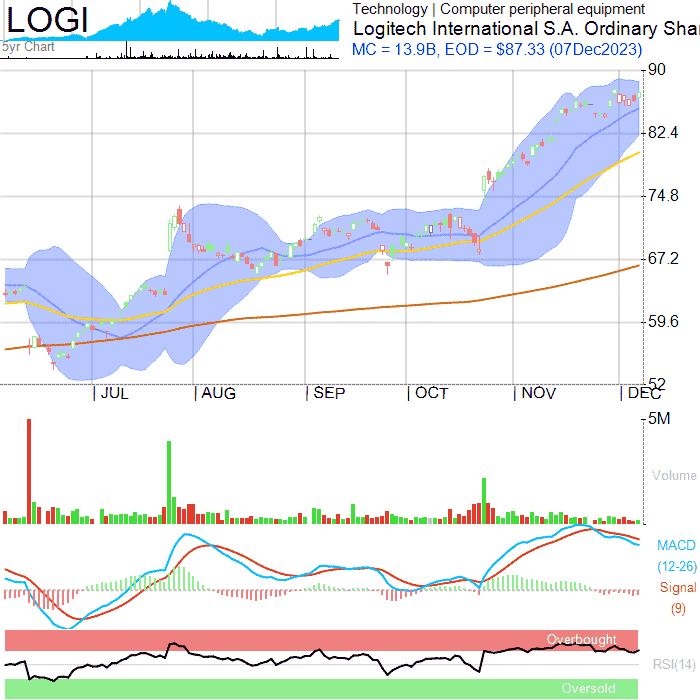 LOGI
5yr Chart
Technology | Computer peripheral equipment
Logitech International S.A. Ordinary Shar
MC = 13.9B, EOD = $87.33 (07Dec2023)
90
82.4
74.8
67.2
59.6
52
JUL
AUG
SEP
OCT
NOV
DEC
5M
Volume
MACD
(12-26)
Signal
(9)
Overbought
RSI(14)
Oversold